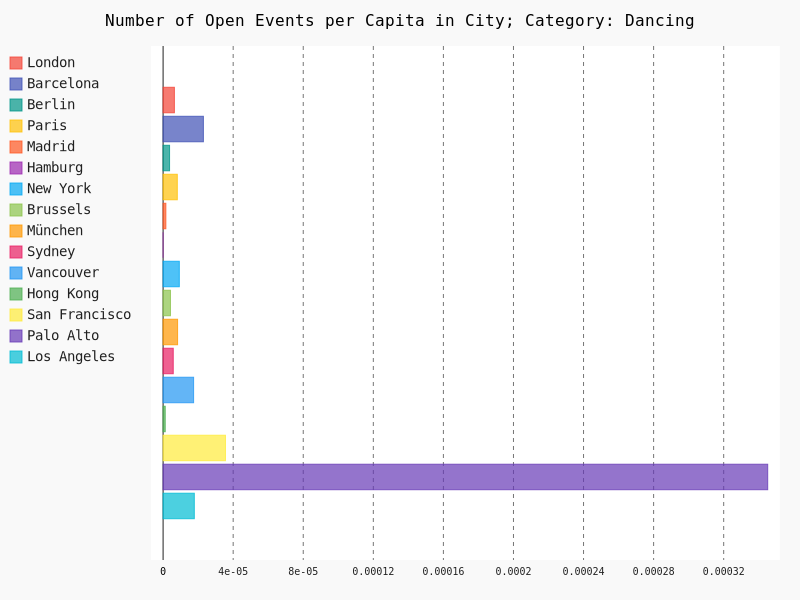 Number of Open Events per Capita in City; Category: Dancing
London
Barcelona
Berlin
Paris
Madrid
Hamburg
New York
Brussels
München
Sydney
Vancouver
Hong Kong
San Francisco
Palo Alto
Los Angeles
0 4e-05 8e-05 0.00012 0.00016 0.0002 0.00024 0.00028 0.00032